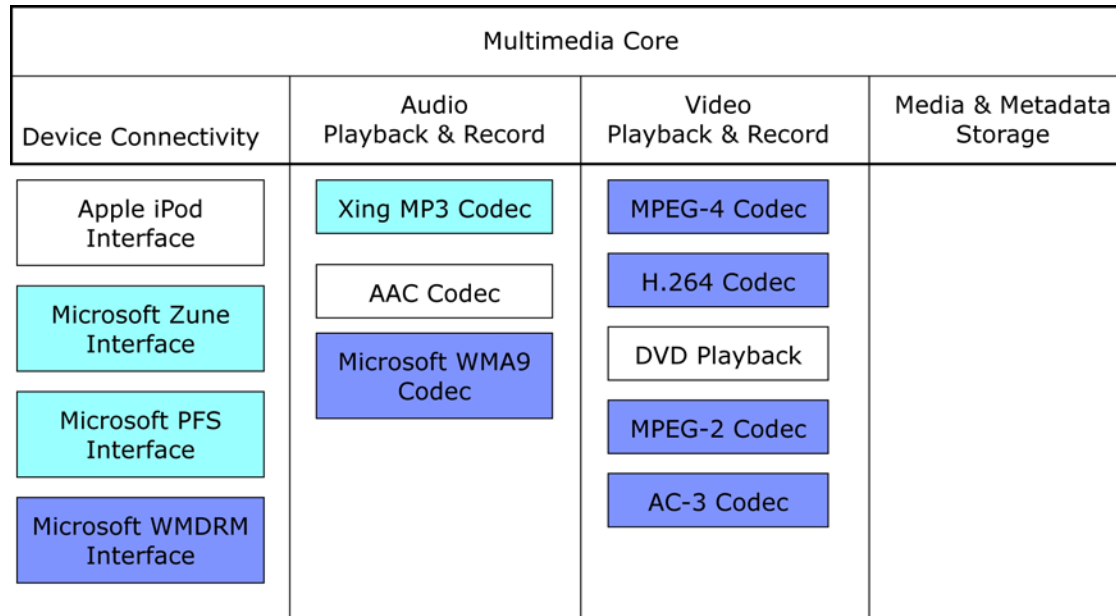 Multimedia Core
Device Connectivity
Audio
Playback & Record
Video
Playback & Record
Media & Metadata
Storage
Apple iPod
Interface
Microsoft Zune
Interface
Microsoft PFS
Interface
Microsoft WMDRM
Interface
Xing MP3 Codec
AAC Codec
Microsoft WMA9
Codec
MPEG-4 Codec
H.264 Codec
DVD Playback
MPEG-2 Codec
AC-3 Codec